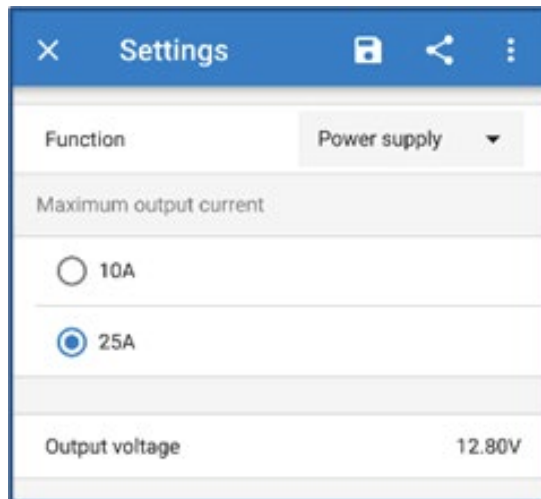 Settings
Function Power supply
Maximum output current
10A
25A
Output voltage 12.80V